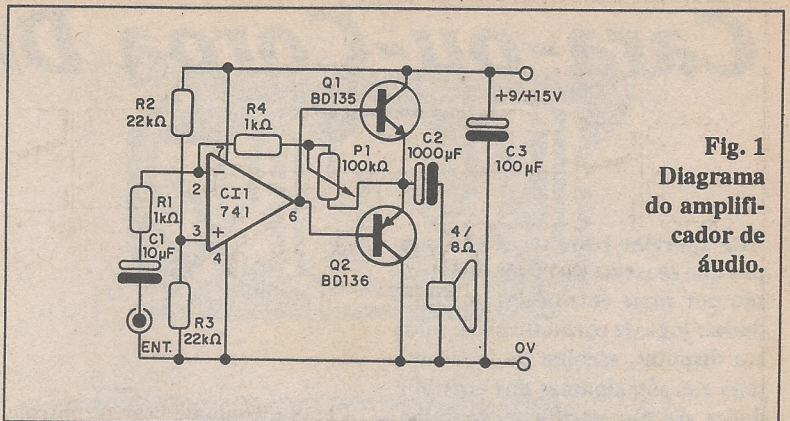 R2
22kΩ
R4
1kΩ
Q1
BD135
+9/+15V
P1
100kΩ
C2
1000µF
C3
100µF
7
2
-
CI1
741
6
3
+
4
R1
1kΩ
C1
10µF
Q2
BD136
4/
8Ω
R3
22kΩ
ENT.
0V
Fig. 1
Diagrama
do amplifi-
cador de
áudio.